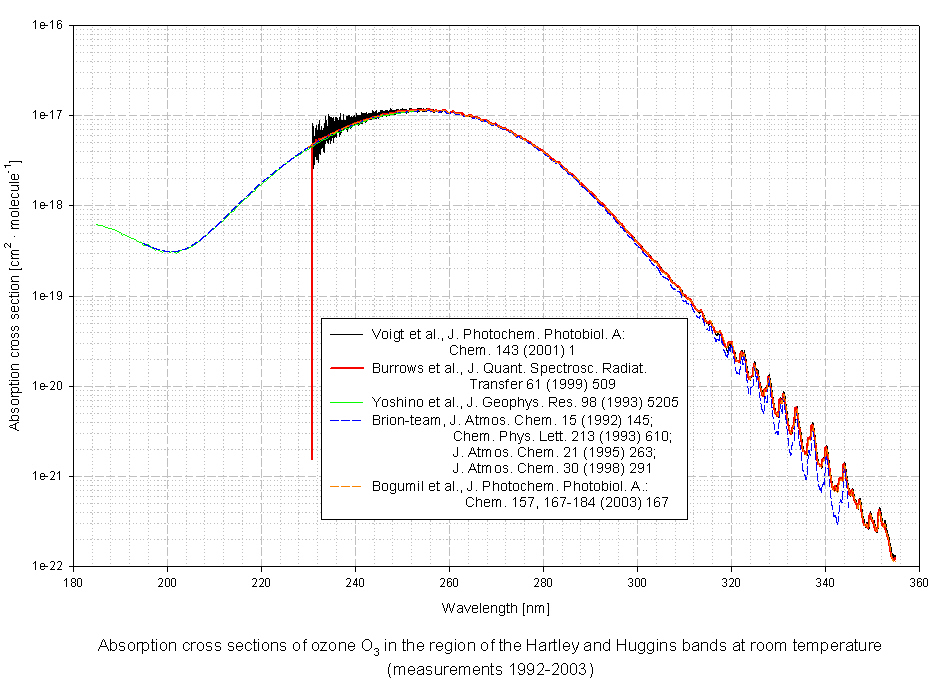 1e-16
1e-17
1e-18
1e-19
1e-20
1e-21
1e-22
Absorption cross section [cm² · molecule⁻¹]
Voigt et al., J. Photochem. Photobiol. A:
Chem. 143 (2001) 1
Burrows et al., J. Quant. Spectrosc. Radiat.
Transfer 61 (1999) 509
Yoshino et al., J. Geophys. Res. 98 (1993) 5205
Brion-team, J. Atmos. Chem. 15 (1992) 145;
Chem. Phys. Lett. 213 (1993) 610;
J. Atmos. Chem. 21 (1995) 263;
J. Atmos. Chem. 30 (1998) 291
Bogumil et al., J. Photochem. Photobiol. A.:
Chem. 157, 167-184 (2003) 167
180 200 220 240 260 280 300 320 340 360
Wavelength [nm]
Absorption cross sections of ozone O₃ in the region of the Hartley and Huggins bands at room temperature
(measurements 1992-2003)